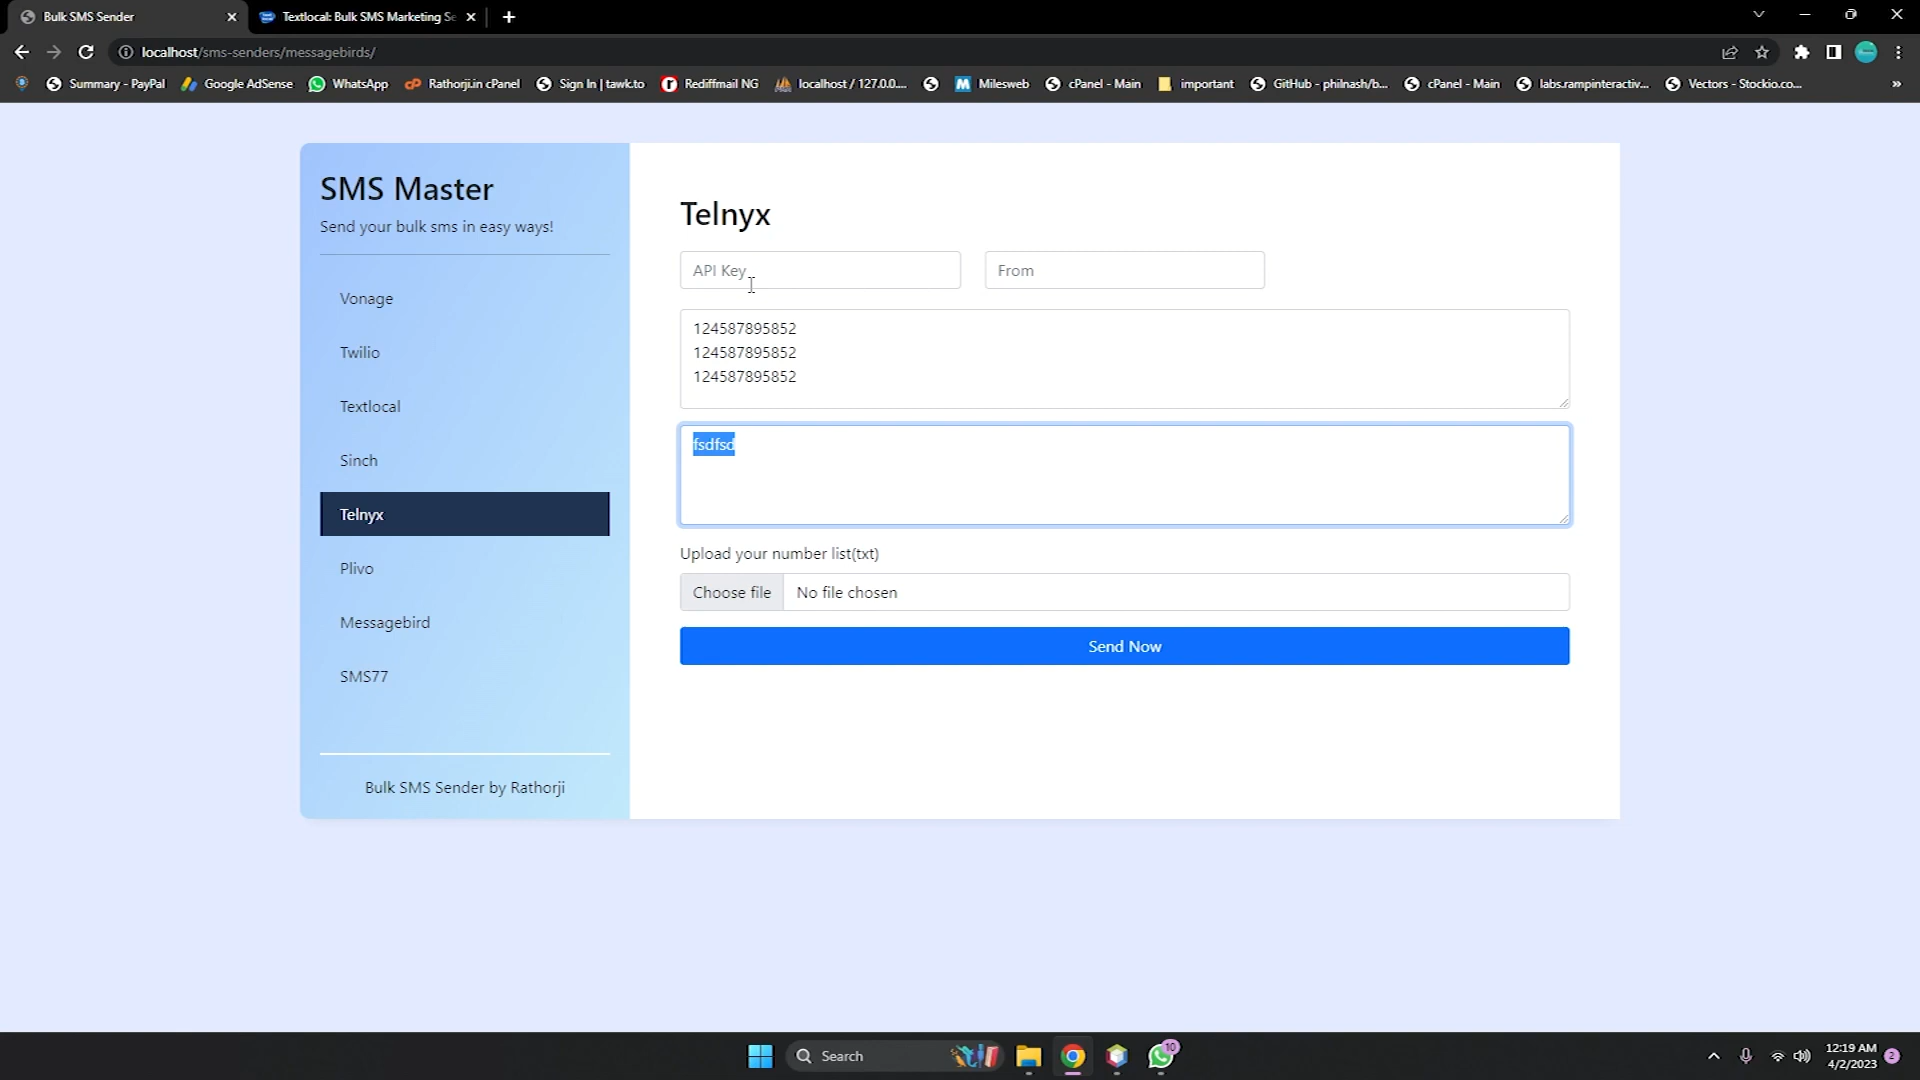 Bulk SMS Sender
Textlocal: Bulk SMS Marketing Se
localhost/sms-senders/messagebirds/
Summary - PayPal
Google AdSense
WhatsApp
cP Rathorji.in cPanel
Sign In | tawk.to
r Rediffmail NG
localhost / 127.0.0....
M Milesweb
cPanel - Main
important
GitHub - philnash/b...
cPanel - Main
labs.rampinteractiv...
Vectors - Stockio.co...
»
SMS Master
Send your bulk sms in easy ways!
Vonage
Twilio
Textlocal
Sinch
Telnyx
Plivo
Messagebird
SMS77
Bulk SMS Sender by Rathorji
Telnyx
API Key
From
124587895852
124587895852
124587895852
fsdfsd
Upload your number list(txt)
Choose file
No file chosen
Send Now
Search
10
12:19 AM
4/2/2023
2